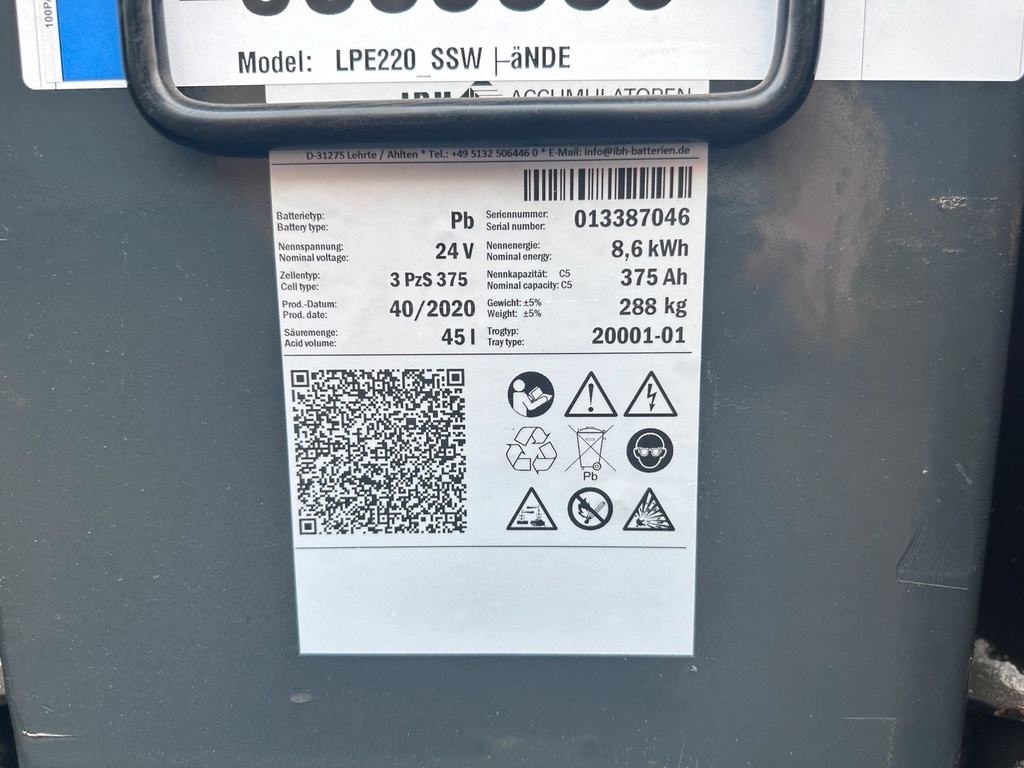 100P
Model: LPE220 SSW HäNDE
IBH ACCUMULATOREN
D-31275 Lehrte / Ahlten * Tel.: +49 5132 506446 0 * E-Mail: info@ibh-batterien.de
Batterietyp: Pb Seriennummer: 013387046
Battery type: Serial number:
Nennspannung: 24 V Nennenergie: 8,6 kWh
Nominal voltage: Nominal energy:
Zellentyp: 3 PzS 375 Nennkapazität: C5 375 Ah
Cell type: Nominal capacity: C5
Prod.-Datum: 40/2020 Gewicht: ±5% 288 kg
Prod. date: Weight: ±5%
Säuremenge: 45 l Trogtyp: 20001-01
Acid volume: Tray type:
Pb